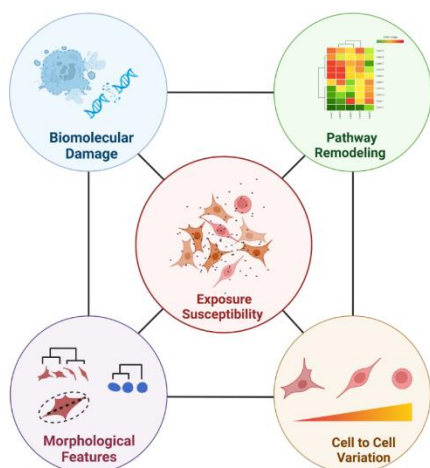 Biomolecular
Damage
Pathway
Remodeling
Exposure
Susceptibility
Morphological
Features
Cell to Cell
Variation